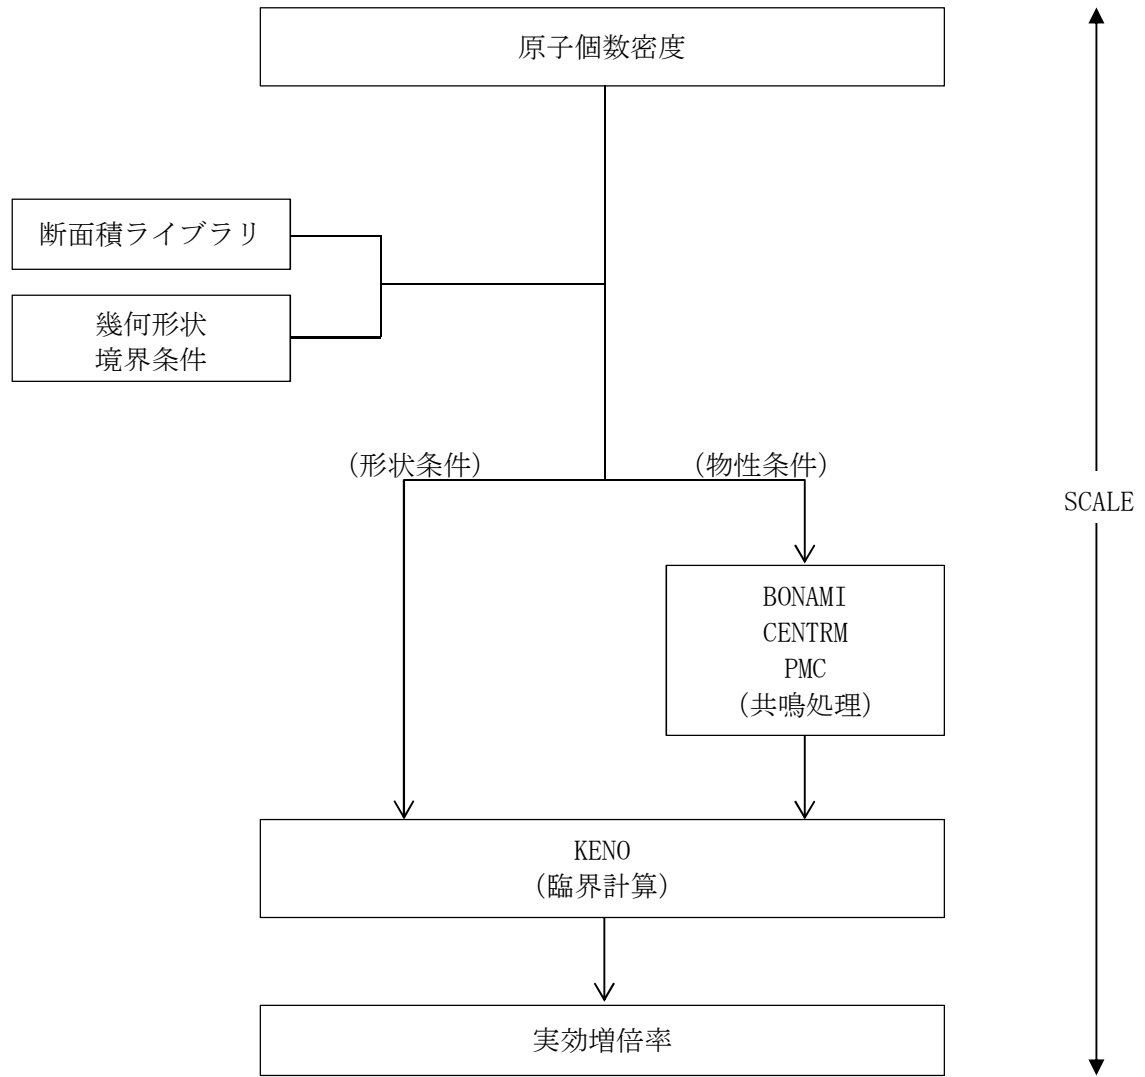 原子個数密度
断面積ライブラリ
幾何形状
境界条件
(形状条件)
(物性条件)
SCALE
BONAMI
CENTRM
PMC
(共鳴処理)
KENO
(臨界計算)
実効増倍率